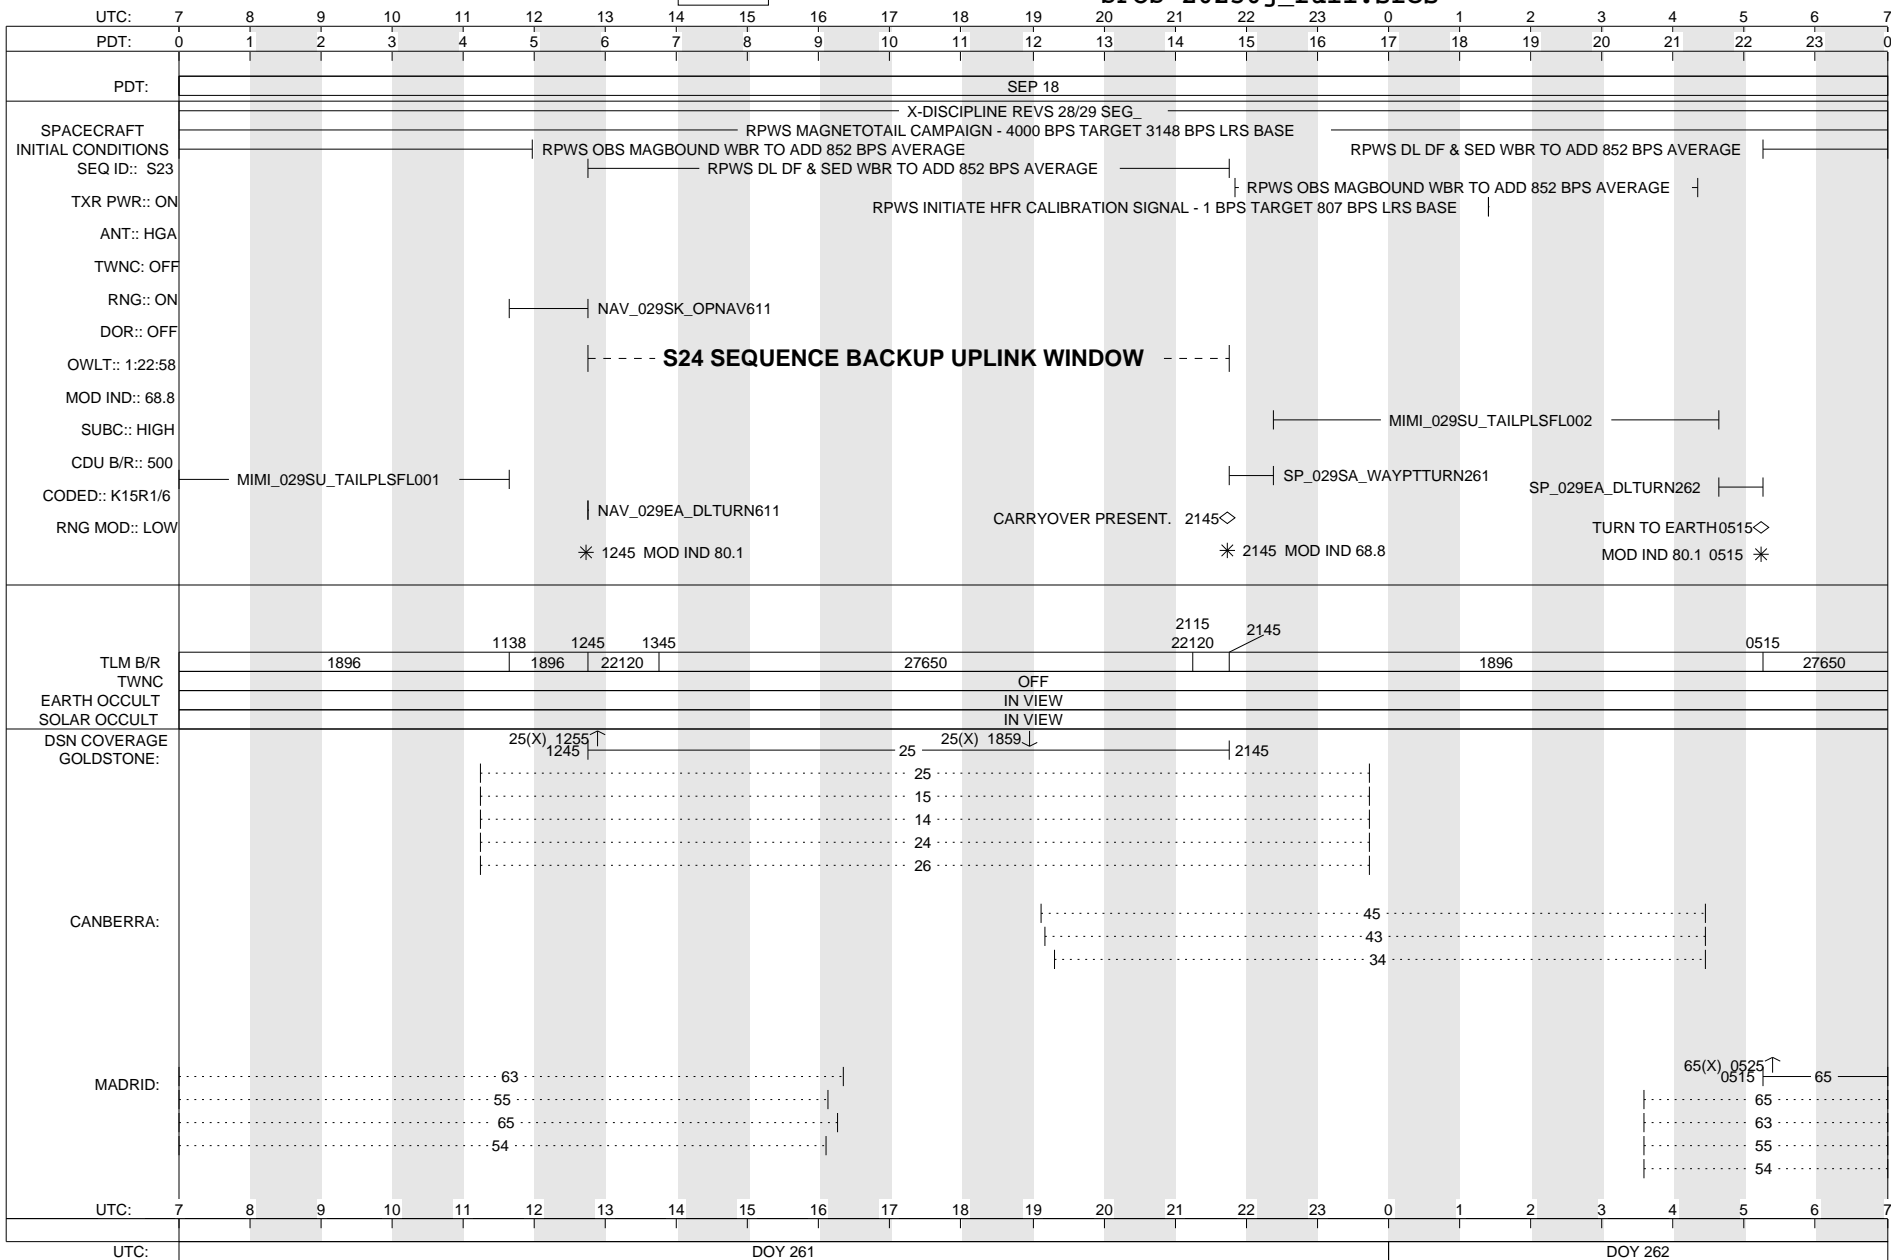 UTC: 7 8 9 10 11 12 13 14 15 16 17 18 19 20 21 22 23 0 1 2 3 4 5 6 7
PDT: 0 1 2 3 4 5 6 7 8 9 10 11 12 13 14 15 16 17 18 19 20 21 22 23 0
PDT: SEP 18
X-DISCIPLINE REVS 28/29 SEG_
SPACECRAFT RPWS MAGNETOTAIL CAMPAIGN - 4000 BPS TARGET 3148 BPS LRS BASE
INITIAL CONDITIONS RPWS OBS MAGBOUND WBR TO ADD 852 BPS AVERAGE RPWS DL DF & SED WBR TO ADD 852 BPS AVERAGE
SEQ ID:: S23 RPWS DL DF & SED WBR TO ADD 852 BPS AVERAGE
RPWS OBS MAGBOUND WBR TO ADD 852 BPS AVERAGE
TXR PWR:: ON RPWS INITIATE HFR CALIBRATION SIGNAL - 1 BPS TARGET 807 BPS LRS BASE
ANT:: HGA
TWNC: OFF
RNG:: ON NAV_029SK_OPNAV611
DOR:: OFF
OWLT:: 1:22:58 S24 SEQUENCE BACKUP UPLINK WINDOW
MOD IND:: 68.8
SUBC:: HIGH MIMI_029SU_TAILPLSFL002
CDU B/R:: 500
MIMI_029SU_TAILPLSFL001 SP_029SA_WAYPTTURN261
CODED:: K15R1/6 SP_029EA_DLTURN262
NAV_029EA_DLTURN611 CARRYOVER PRESENT. 2145
RNG MOD:: LOW TURN TO EARTH 0515
1245 MOD IND 80.1 2145 MOD IND 68.8 MOD IND 80.1 0515
2115 2145
1138 1245 1345 22120 0515
TLM B/R 1896 1896 22120 27650 1896 27650
TWNC OFF
EARTH OCCULT IN VIEW
SOLAR OCCULT IN VIEW
DSN COVERAGE 25(X) 1255 25(X) 1859
GOLDSTONE: 1245 25 2145
25
15
14
24
26
45
CANBERRA:
43
34
65(X) 0525
MADRID: 63 0515 65
55 65
65 63
54 55
54
UTC: 7 8 9 10 11 12 13 14 15 16 17 18 19 20 21 22 23 0 1 2 3 4 5 6 7
UTC: DOY 261 DOY 262